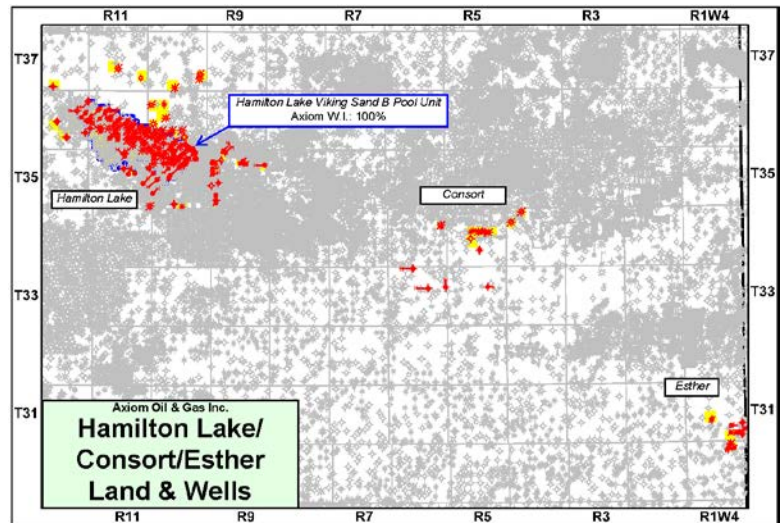 R11 R9 R7 R5 R3 R1W4
T37 T37
Hamilton Lake Viking Sand B Pool Unit
Axiom W.I.: 100%
T35 T35
Hamilton Lake
Consort
T33 T33
Esther
T31 T31
Axiom Oil & Gas Inc.
Hamilton Lake/
Consort/Esther
Land & Wells
R11 R9 R7 R5 R3 R1W4